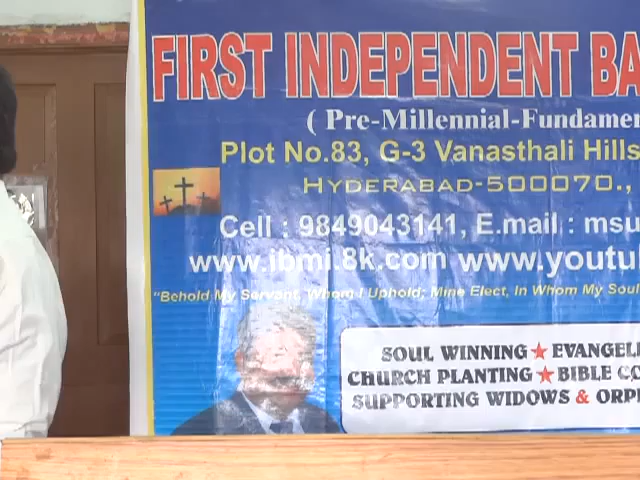 FIRST INDEPENDENT BA
( Pre-Millennial-Fundamen
Plot No.83, G-3 Vanasthali Hills
HYDERABAD-500070.,
Cell : 9849043141, E.mail : msu
www.ibmi.8k.com www.youtu
"Behold My Servant, Whom I Uphold; Mine Elect, In Whom My Soul
SOUL WINNING ★ EVANGELI
CHURCH PLANTING ★ BIBLE CO
SUPPORTING WIDOWS & ORP